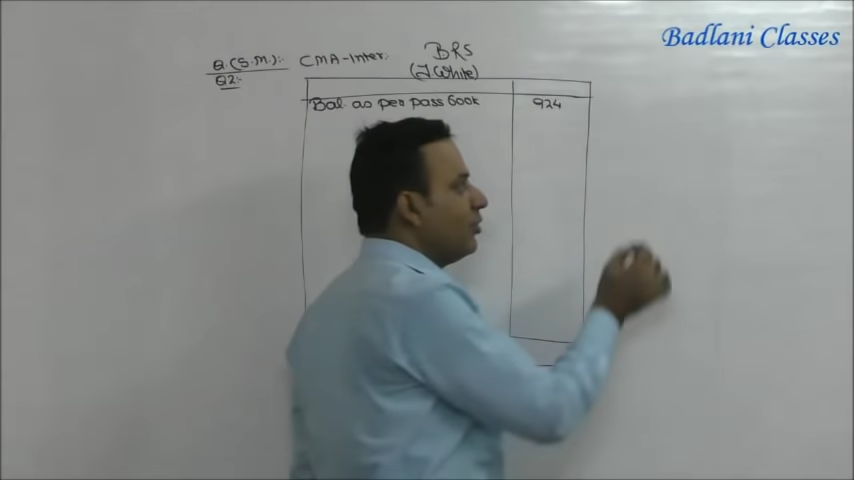 Badlani Classes
Q.(S.M.):- CMA-Inter: BRS
Q2:- (J White)
Bal. as per pass book 924